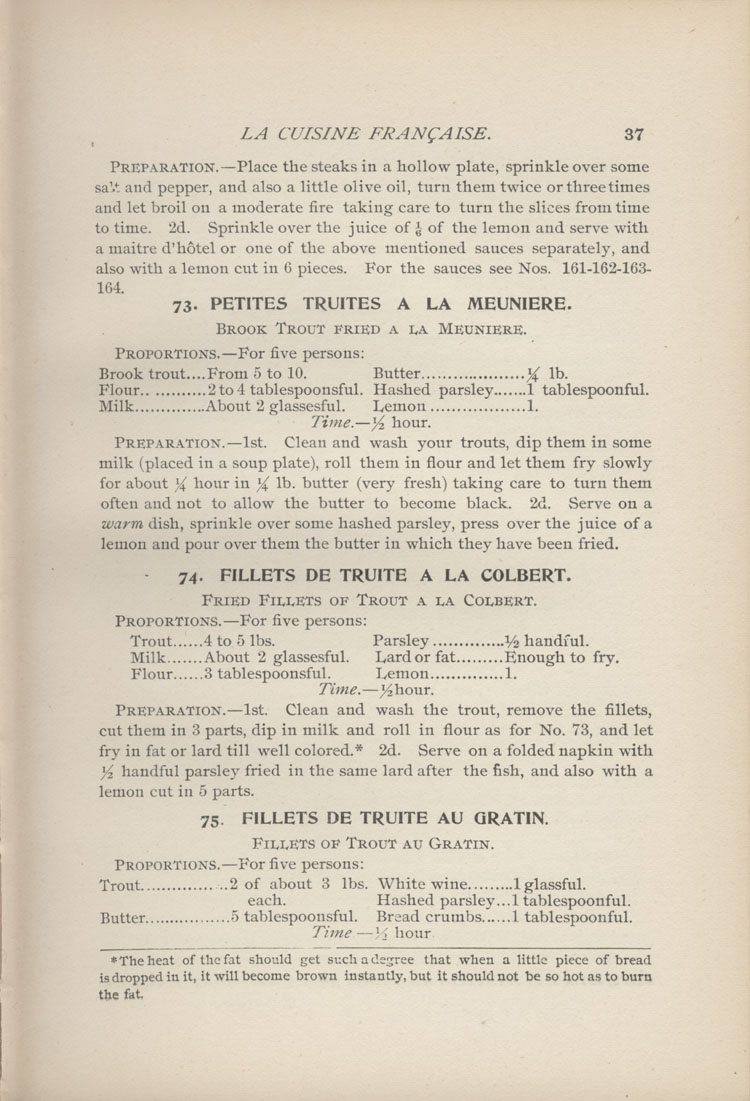 LA CUISINE FRANÇAISE. 37
PREPARATION.—Place the steaks in a hollow plate, sprinkle over some
salt and pepper, and also a little olive oil, turn them twice or three times
and let broil on a moderate fire taking care to turn the slices from time
to time. 2d. Sprinkle over the juice of ⅙ of the lemon and serve with
a maitre d'hôtel or one of the above mentioned sauces separately, and
also with a lemon cut in 6 pieces. For the sauces see Nos. 161-162-163-
164.
73. PETITES TRUITES A LA MEUNIERE.
BROOK TROUT FRIED A LA MEUNIERE.
PROPORTIONS.—For five persons:
Brook trout....From 5 to 10. Butter....................¼ lb.
Flour............2 to 4 tablespoonsful. Hashed parsley.......1 tablespoonful.
Milk..............About 2 glassesful. Lemon ..................1.
Time.—½ hour.
PREPARATION.—1st. Clean and wash your trouts, dip them in some
milk (placed in a soup plate), roll them in flour and let them fry slowly
for about ¼ hour in ¼ lb. butter (very fresh) taking care to turn them
often and not to allow the butter to become black. 2d. Serve on a
warm dish, sprinkle over some hashed parsley, press over the juice of a
lemon and pour over them the butter in which they have been fried.
74. FILLETS DE TRUITE A LA COLBERT.
FRIED FILLETS OF TROUT A LA COLBERT.
PROPORTIONS.—For five persons:
Trout......4 to 5 lbs. Parsley ..............½ handful.
Milk.......About 2 glassesful. Lard or fat.........Enough to fry.
Flour......3 tablespoonsful. Lemon..............1.
Time.—½ hour.
PREPARATION.—1st. Clean and wash the trout, remove the fillets,
cut them in 3 parts, dip in milk and roll in flour as for No. 73, and let
fry in fat or lard till well colored.* 2d. Serve on a folded napkin with
½ handful parsley fried in the same lard after the fish, and also with a
lemon cut in 5 parts.
75. FILLETS DE TRUITE AU GRATIN.
FILLETS OF TROUT AU GRATIN.
PROPORTIONS.—For five persons:
Trout................2 of about 3 lbs. White wine.........1 glassful.
each. Hashed parsley...1 tablespoonful.
Butter................5 tablespoonsful. Bread crumbs......1 tablespoonful.
Time—½ hour
*The heat of the fat should get such a degree that when a little piece of bread
is dropped in it, it will become brown instantly, but it should not be so hot as to burn
the fat.